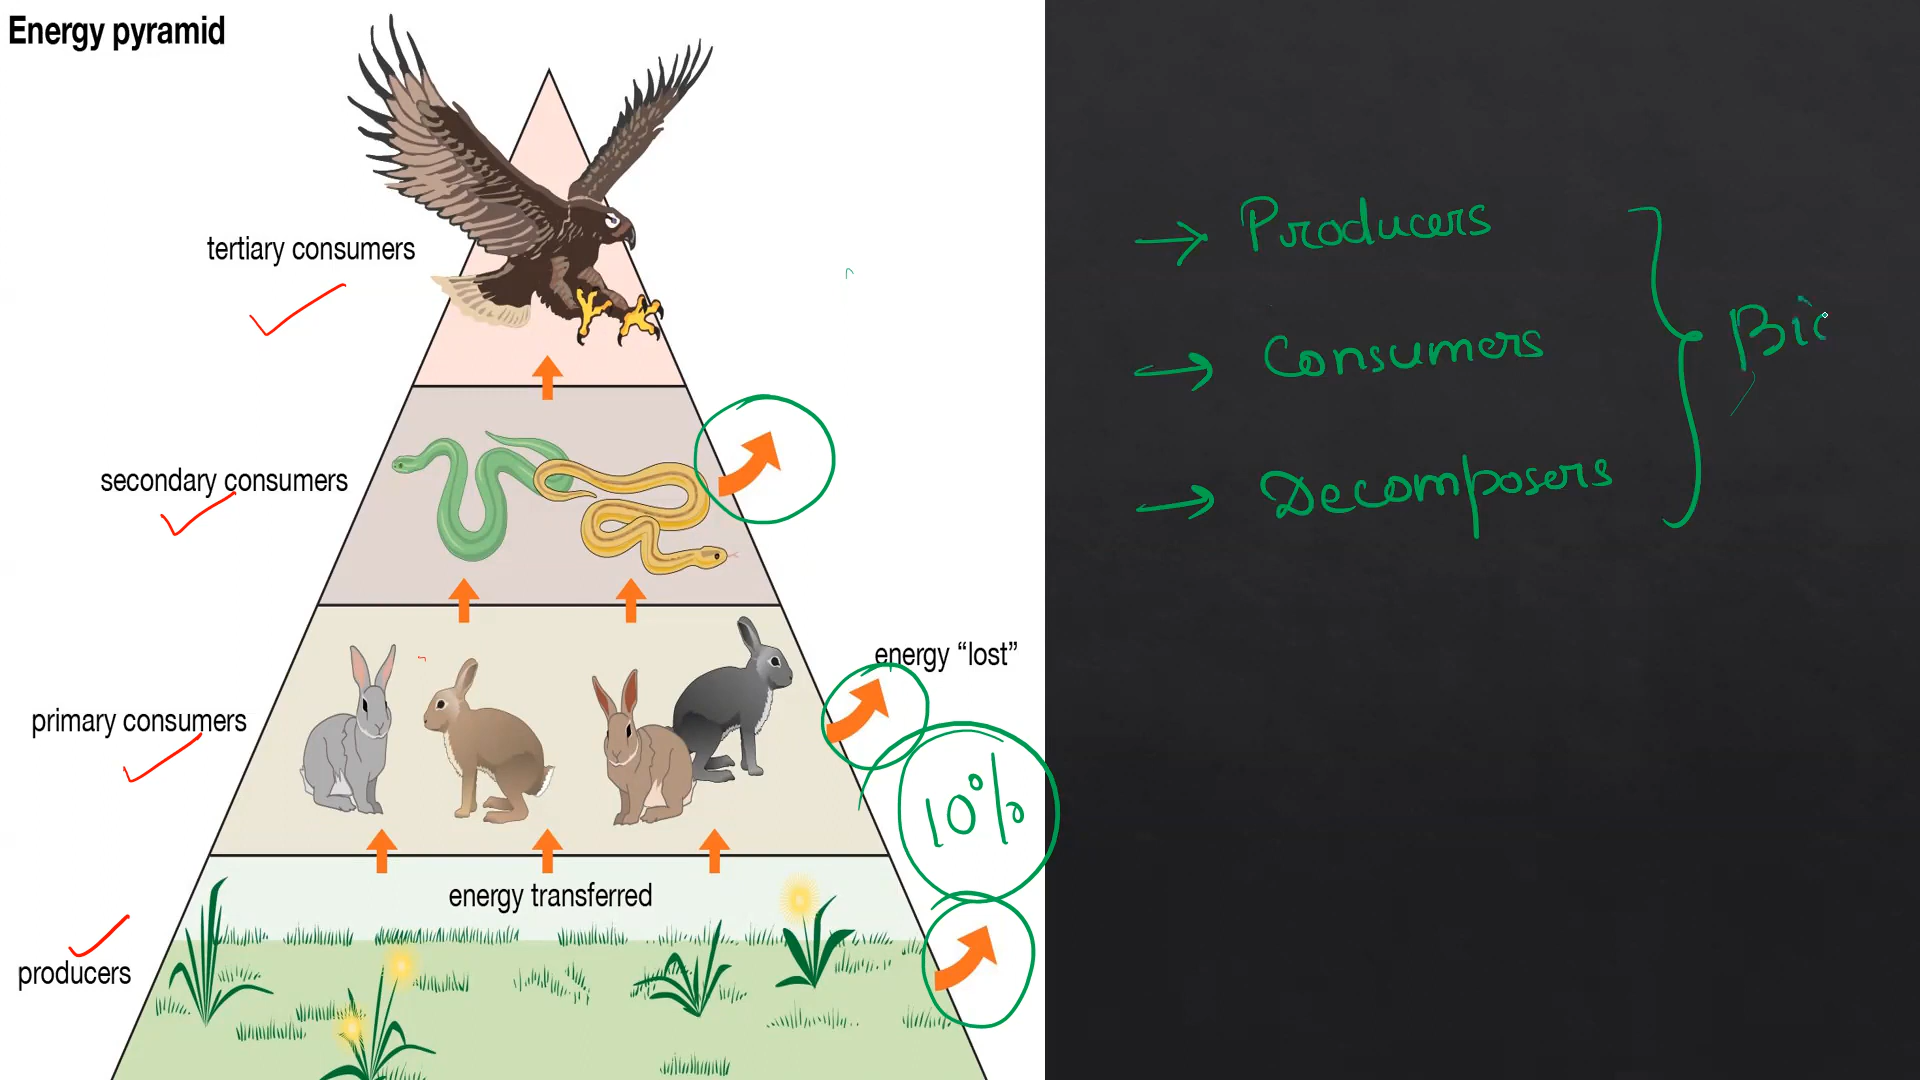 Energy pyramid
tertiary consumers
secondary consumers
energy “lost”
primary consumers
10%
energy transferred
producers
→ Producers
→ Consumers
→ Decomposers